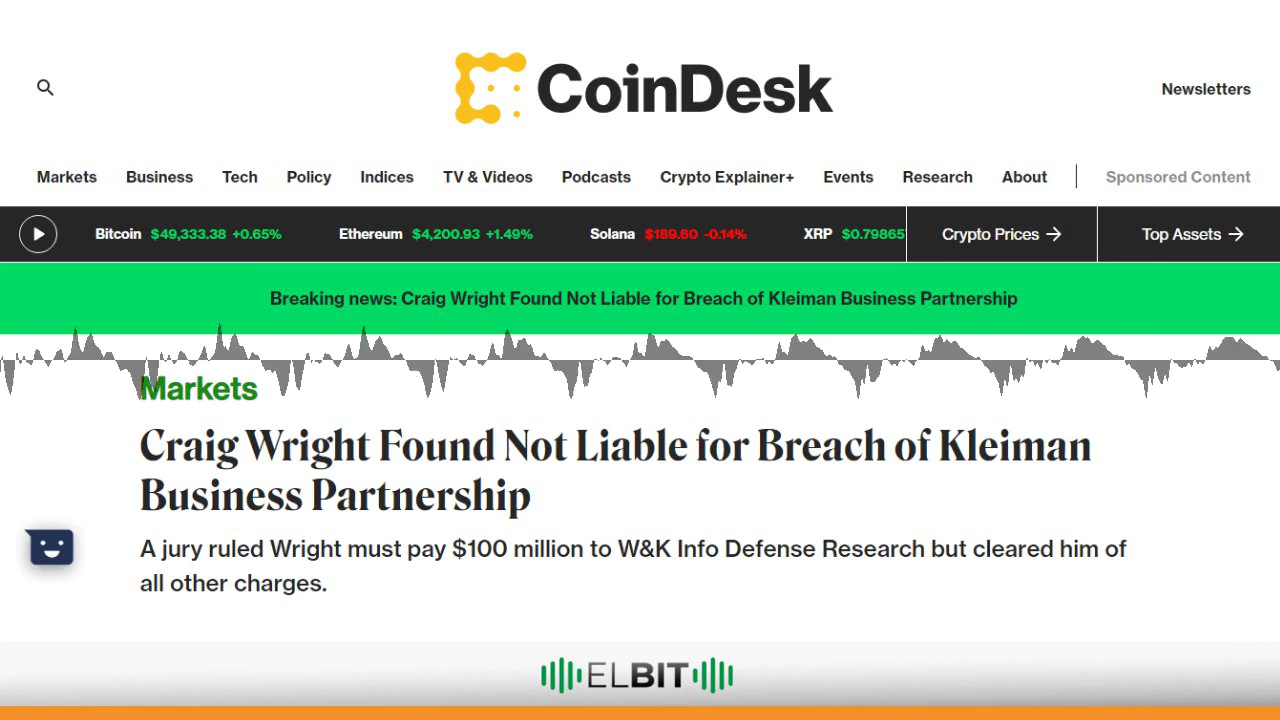 CoinDesk
Newsletters
Markets Business Tech Policy Indices TV & Videos Podcasts Crypto Explainer+ Events Research About Sponsored Content
Bitcoin $49,333.38 +0.65% Ethereum $4,200.93 +1.49% Solana $189.60 -0.14% XRP $0.79865 Crypto Prices → Top Assets →
Breaking news: Craig Wright Found Not Liable for Breach of Kleiman Business Partnership
Markets
Craig Wright Found Not Liable for Breach of Kleiman
Business Partnership
A jury ruled Wright must pay $100 million to W&K Info Defense Research but cleared him of
all other charges.
ELBIT